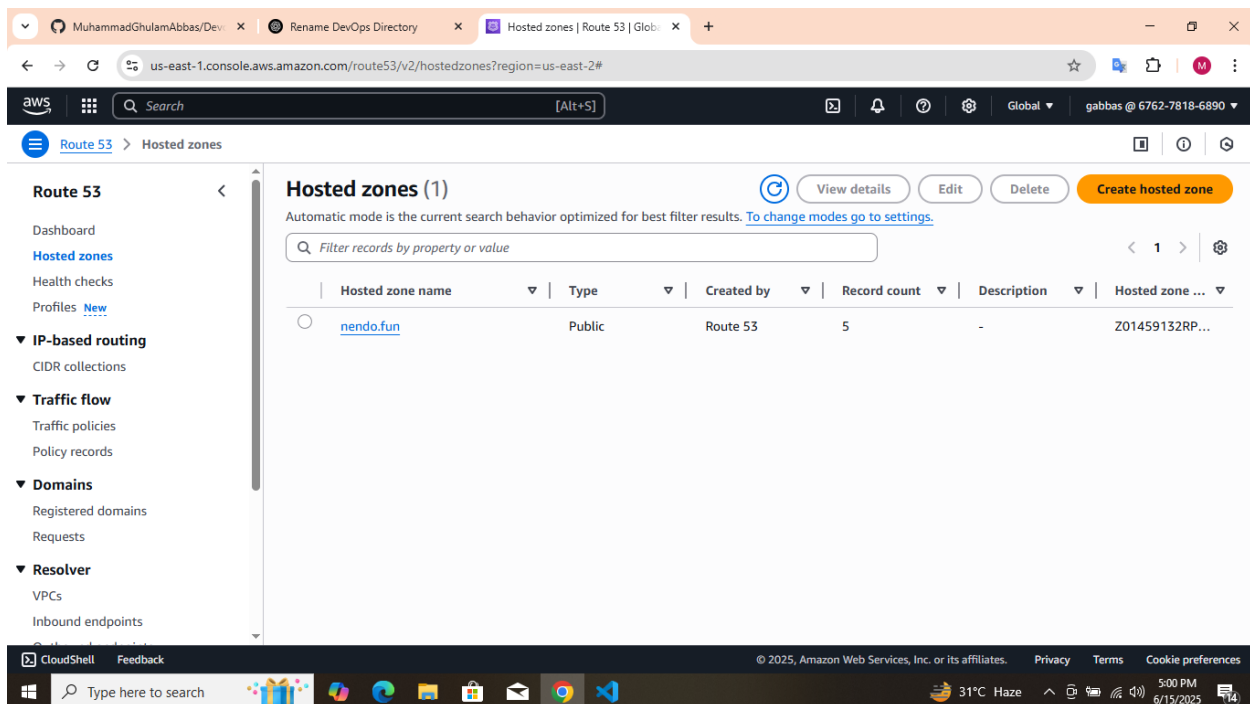 MuhammadGhulamAbbas/Dev
Rename DevOps Directory
Hosted zones | Route 53 | Glob
us-east-1.console.aws.amazon.com/route53/v2/hostedzones?region=us-east-2#
M
aws
Search
[Alt+S]
Global
gabbas @ 6762-7818-6890
Route 53 > Hosted zones
Route 53
Dashboard
Hosted zones
Health checks
Profiles New
IP-based routing
CIDR collections
Traffic flow
Traffic policies
Policy records
Domains
Registered domains
Requests
Resolver
VPCs
Inbound endpoints
Hosted zones (1)
View details
Edit
Delete
Create hosted zone
Automatic mode is the current search behavior optimized for best filter results. To change modes go to settings.
Filter records by property or value
1
Hosted zone name Type Created by Record count Description Hosted zone ...
nendo.fun Public Route 53 5 - Z01459132RP...
CloudShell Feedback
© 2025, Amazon Web Services, Inc. or its affiliates. Privacy Terms Cookie preferences
Type here to search
31°C Haze
5:00 PM
6/15/2025
14